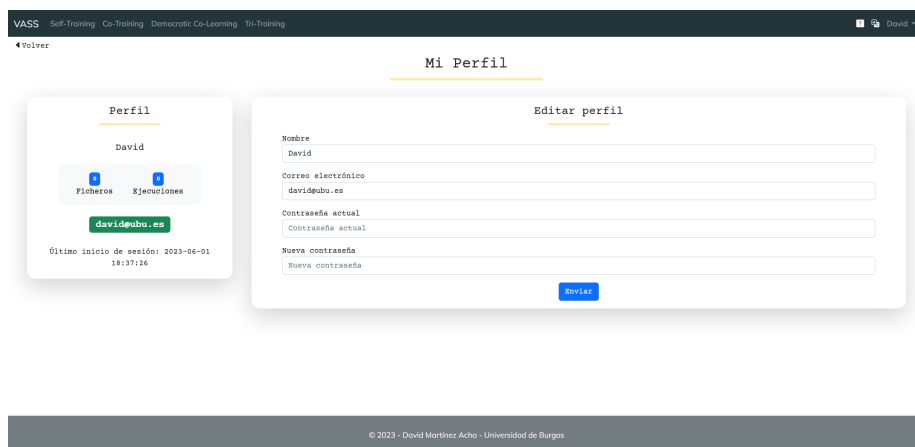 VASS Self-Training Co-Training Democratic Co-Learning Tri-Training David
Volver
Mi Perfil
Perfil
David
0 0
Ficheros Ejecuciones
david@ubu.es
Último inicio de sesión: 2023-06-01
18:37:26
Editar perfil
Nombre
David
Correo electrónico
david@ubu.es
Contraseña actual
Contraseña actual
Nueva contraseña
Nueva contraseña
Enviar
© 2023 - David Martínez Acha - Universidad de Burgos